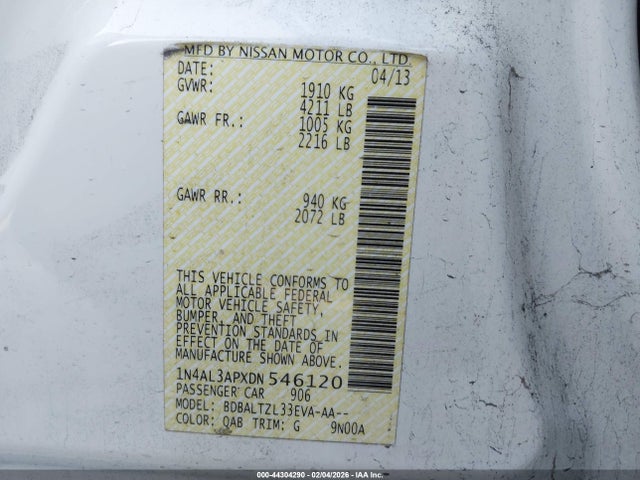 MFD BY NISSAN MOTOR CO., LTD.
DATE: 04/13
GVWR: 1910 KG
4211 LB
GAWR FR.: 1005 KG
2216 LB
GAWR RR.: 940 KG
2072 LB
THIS VEHICLE CONFORMS TO
ALL APPLICABLE FEDERAL
MOTOR VEHICLE SAFETY,
BUMPER, AND THEFT
PREVENTION STANDARDS IN
EFFECT ON THE DATE OF
MANUFACTURE SHOWN ABOVE.
1N4AL3APXDN 546120
PASSENGER CAR 906
MODEL: BDBALTZL33EVA-AA--
COLOR: QAB TRIM: G 9N00A
000-44304290 - 02/04/2026 - IAAI.com